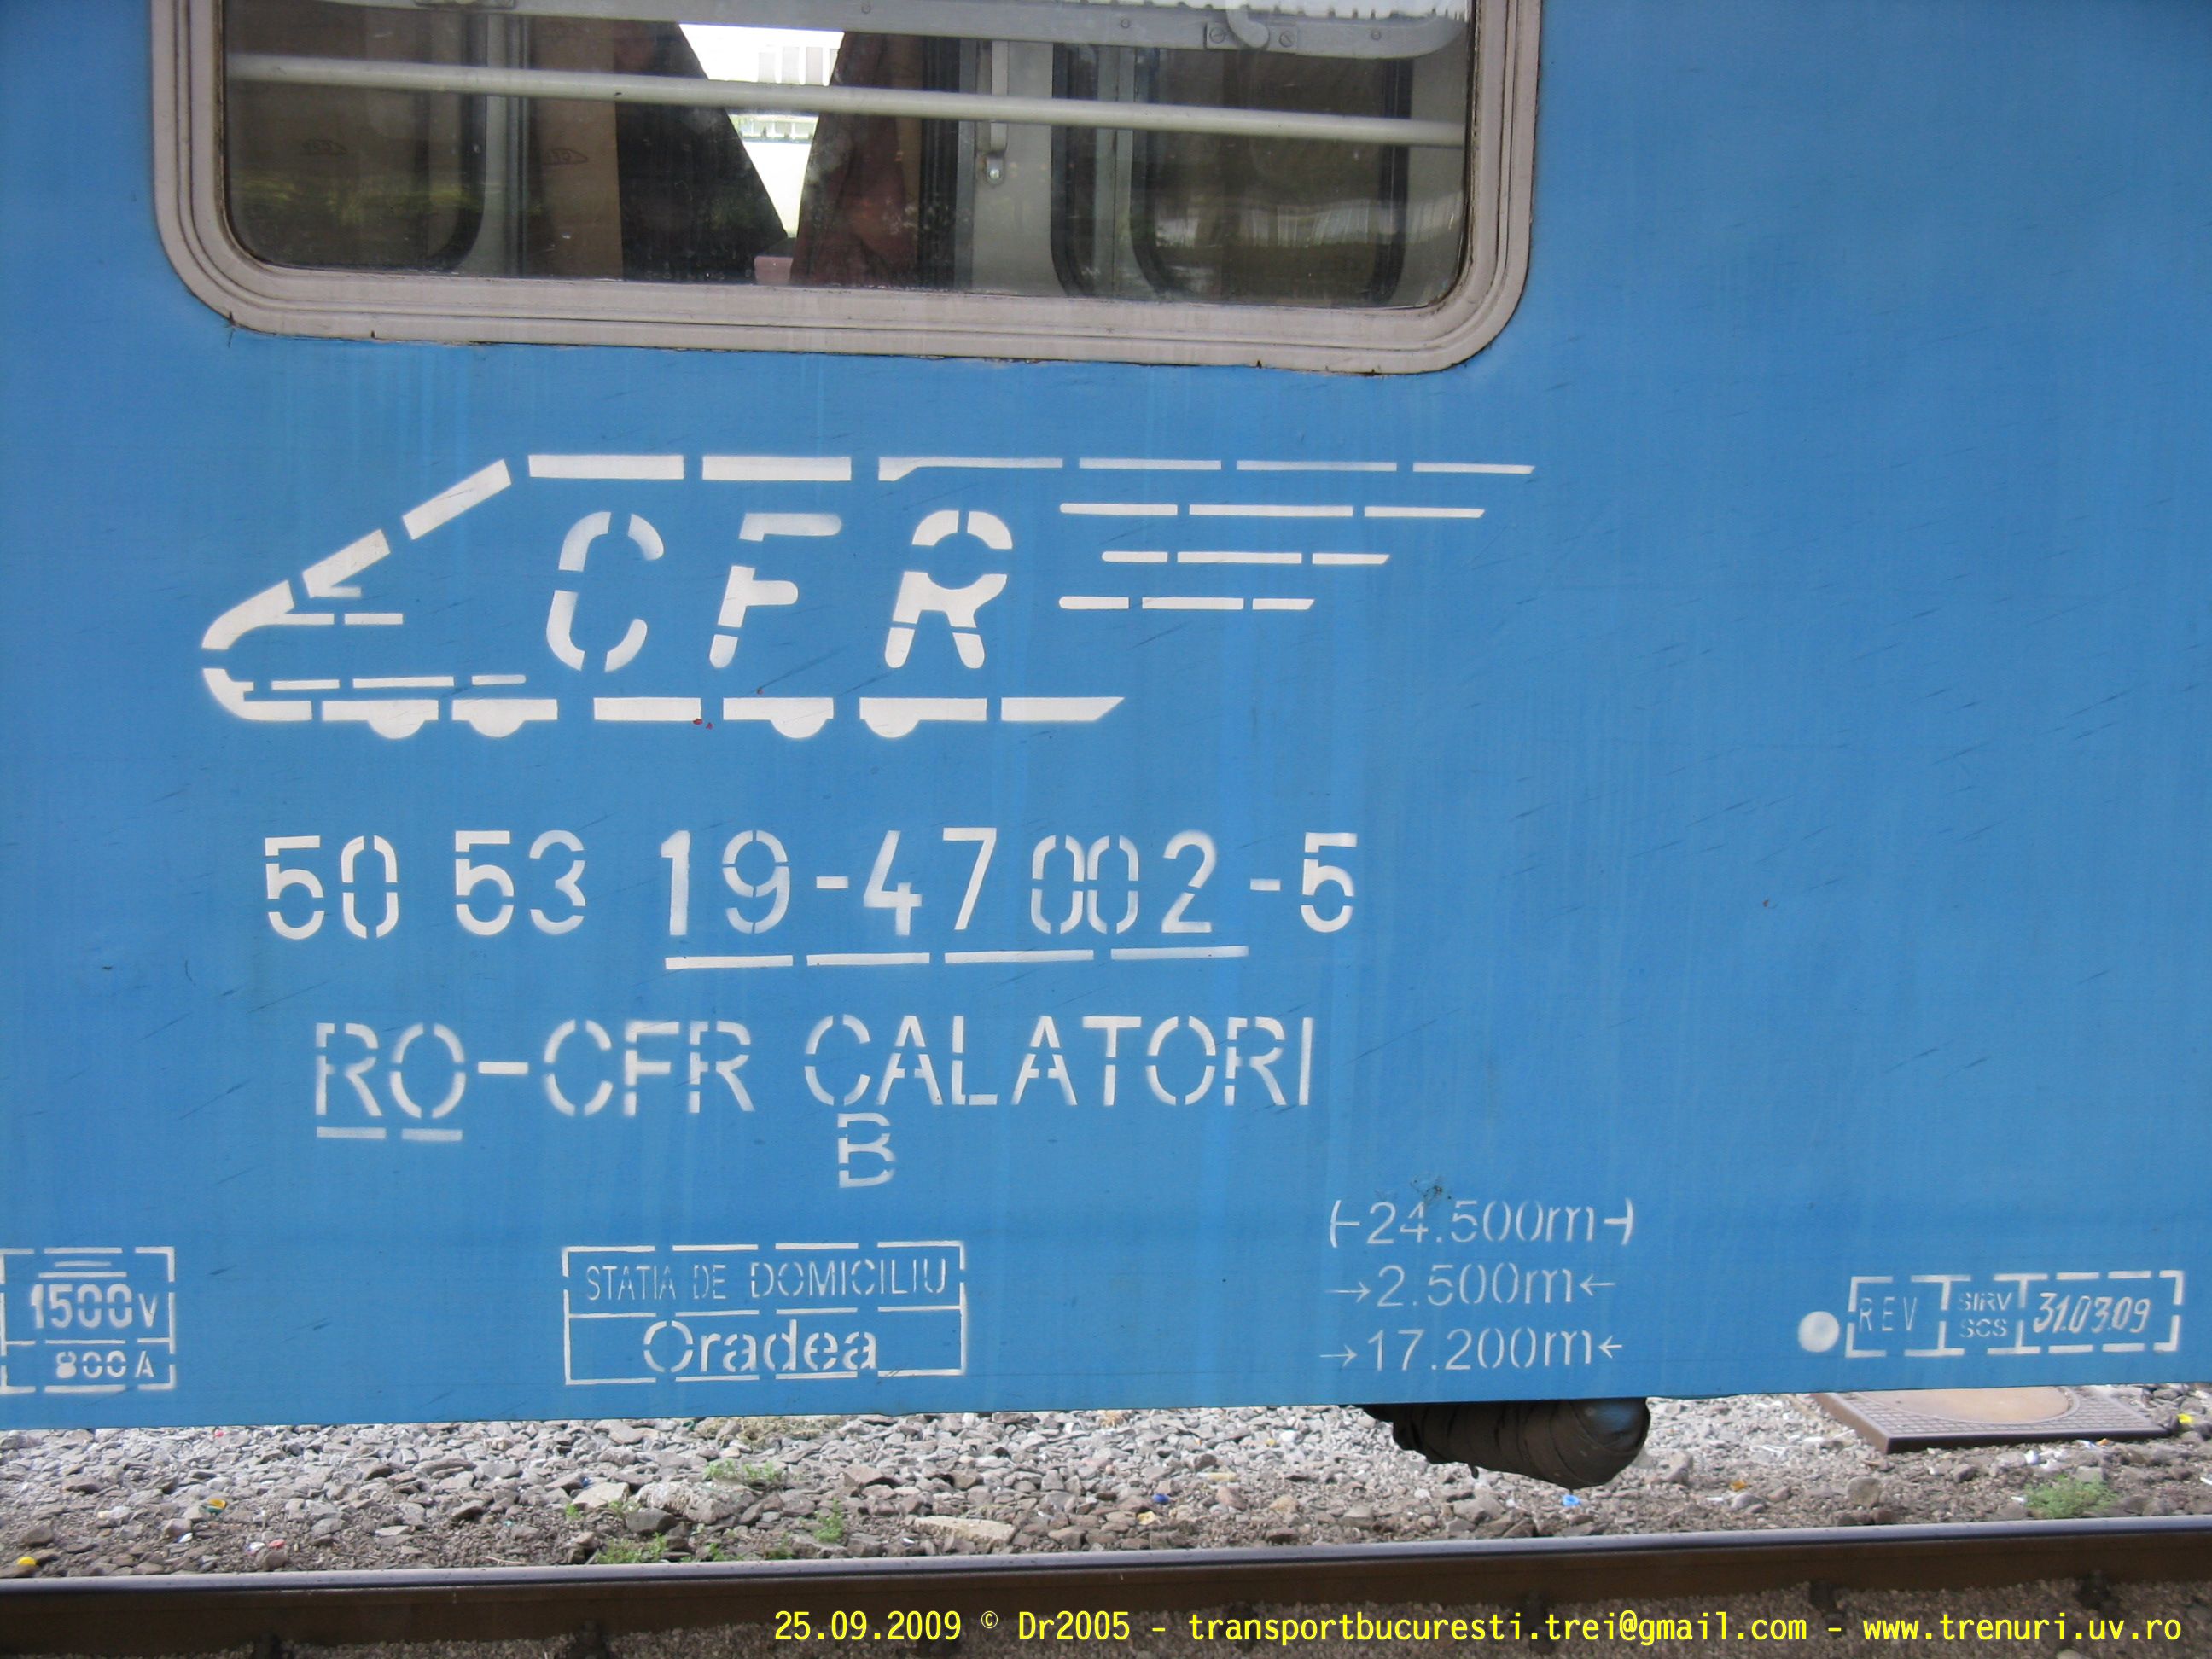 CFR
50 53 19-47 002-5
RO-CFR CALATORI
B
1500V
800A
STATIA DE DOMICILIU
Oradea
24.500m
→2.500m←
→17.200m←
REV SIRV SCS 31.03.09
25.09.2009 © Dr2005 - transportbucuresti.trei@gmail.com - www.trenuri.uv.ro